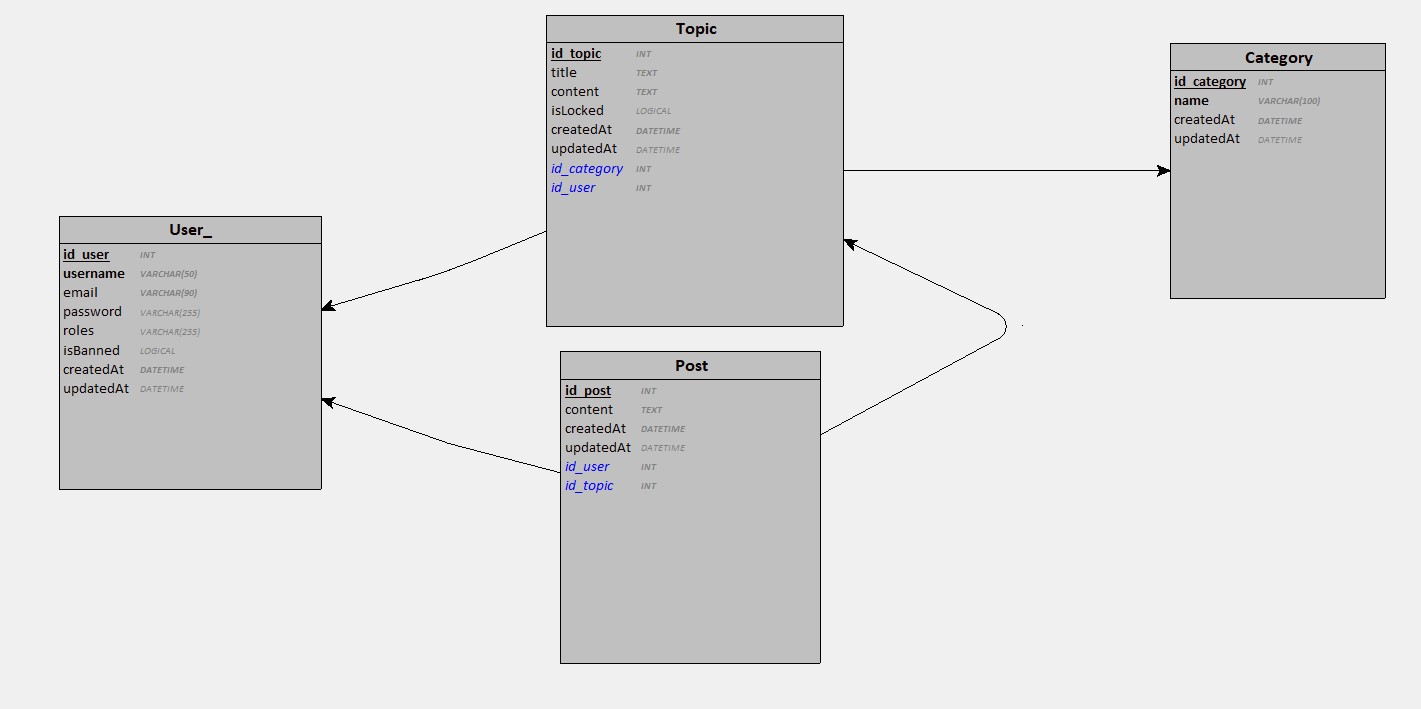 Topic
id_topic INT
title TEXT
content TEXT
isLocked LOGICAL
createdAt DATETIME
updatedAt DATETIME
id_category INT
id_user INT
Category
id_category INT
name VARCHAR(100)
createdAt DATETIME
updatedAt DATETIME
User_
id_user INT
username VARCHAR(50)
email VARCHAR(90)
password VARCHAR(255)
roles VARCHAR(255)
isBanned LOGICAL
createdAt DATETIME
updatedAt DATETIME
Post
id_post INT
content TEXT
createdAt DATETIME
updatedAt DATETIME
id_user INT
id_topic INT